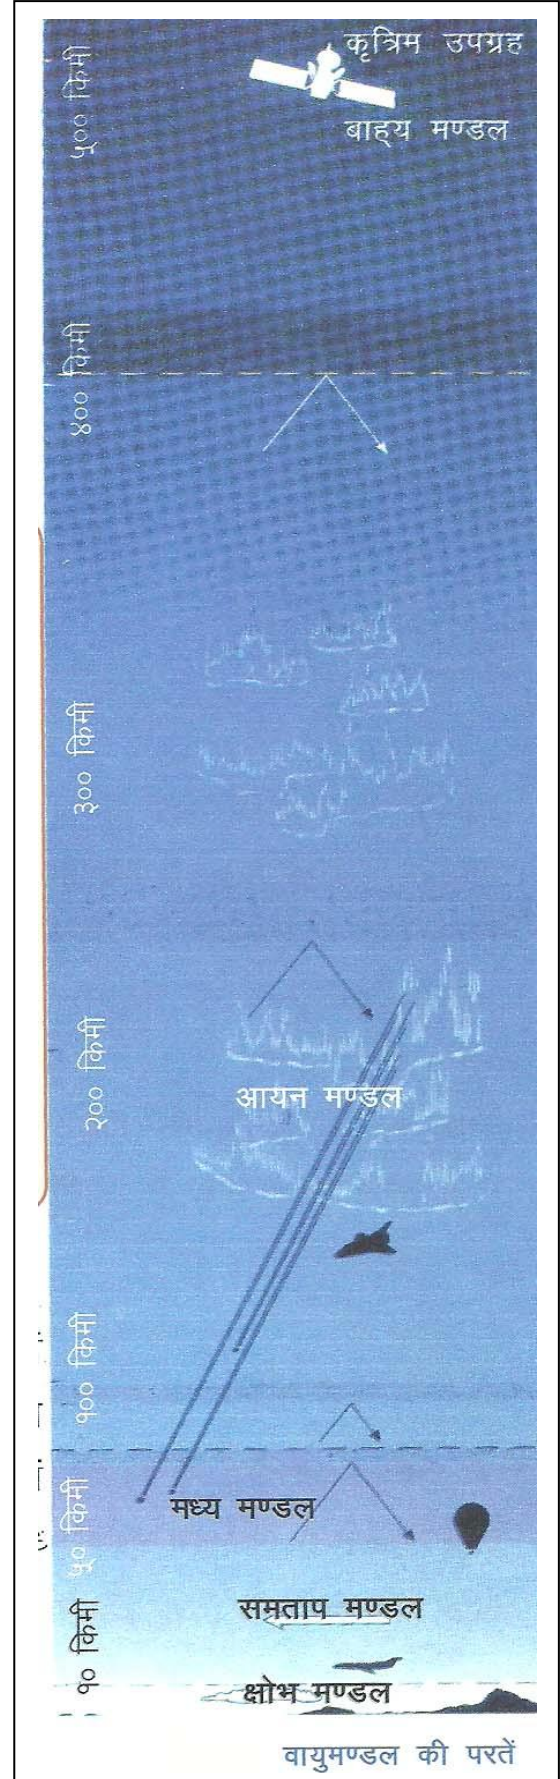 कृत्रिम उपग्रह
५०० किमी
बाह्य मण्डल
४०० किमी
३०० किमी
२०० किमी
आयन मण्डल
१०० किमी
मध्य मण्डल
५० किमी
समताप मण्डल
१० किमी
क्षोभ मण्डल
वायुमण्डल की परतें